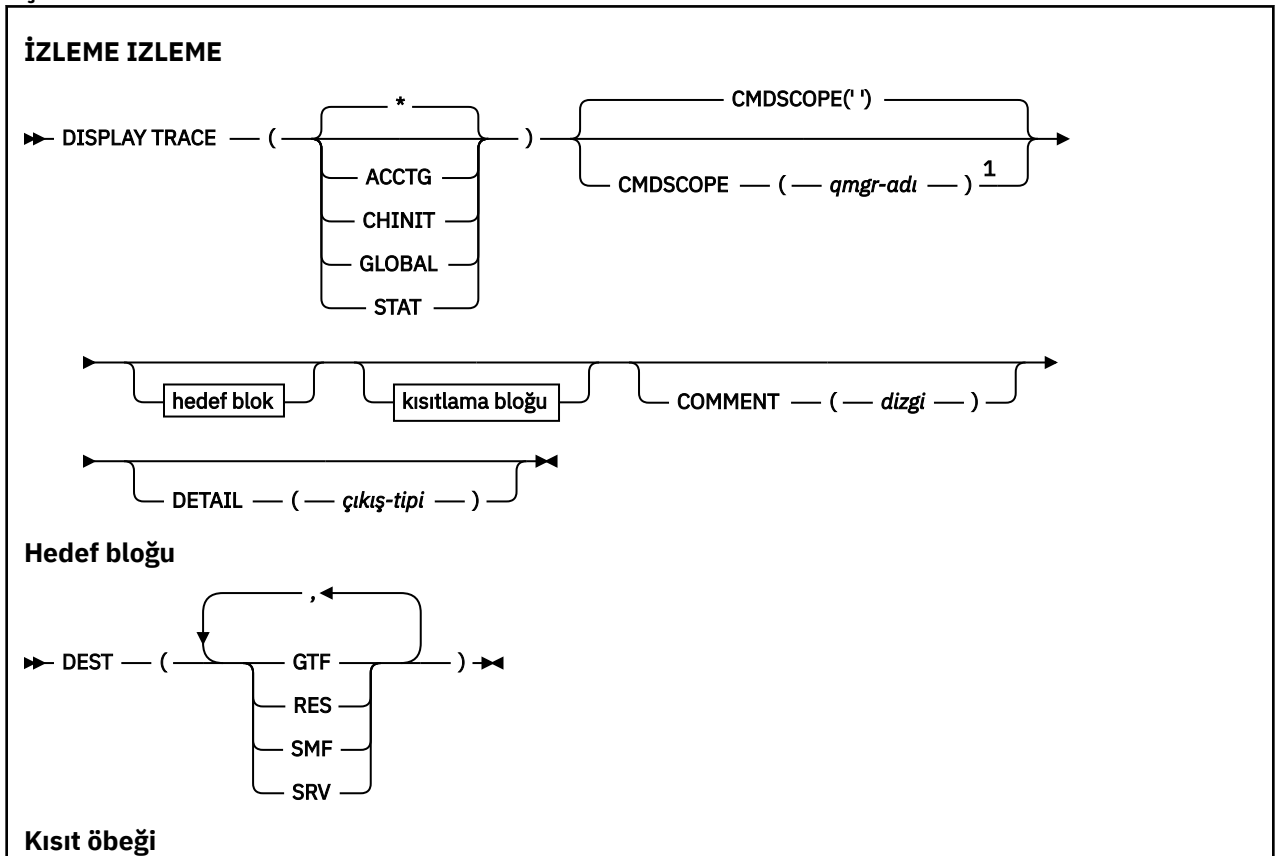 İZLEME IZLEME
*
CMDSCOPE(' ')
DISPLAY TRACE ( )
ACCTG
CHINIT
GLOBAL
STAT
CMDSCOPE ( qmgr-adı ) 1
hedef blok
kısıtlama bloğu
COMMENT ( dizgi )
DETAIL ( çıkış-tipi )
Hedef bloğu
,
DEST ( GTF )
RES
SMF
SRV
Kısıt öbeği